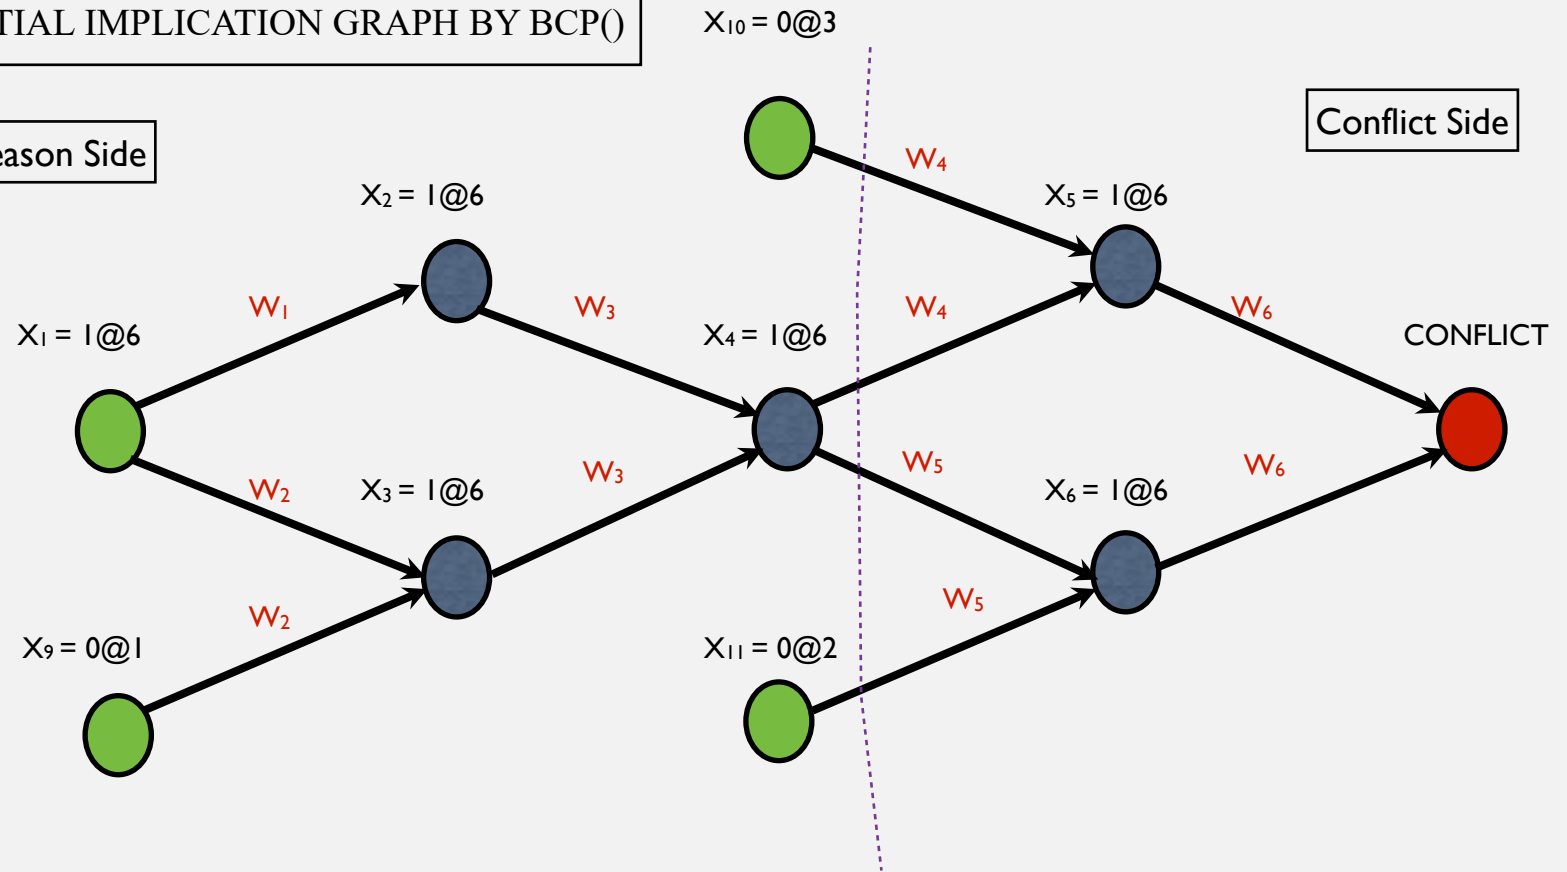 TIAL IMPLICATION GRAPH BY BCP()
X₁₀ = 0@3
Conflict Side
eason Side
W₄
X₂ = 1@6
X₅ = 1@6
W₁
W₃
W₄
W₆
X₁ = 1@6
X₄ = 1@6
CONFLICT
W₂
X₃ = 1@6
W₃
W₅
X₆ = 1@6
W₆
W₂
W₅
X₉ = 0@1
X₁₁ = 0@2